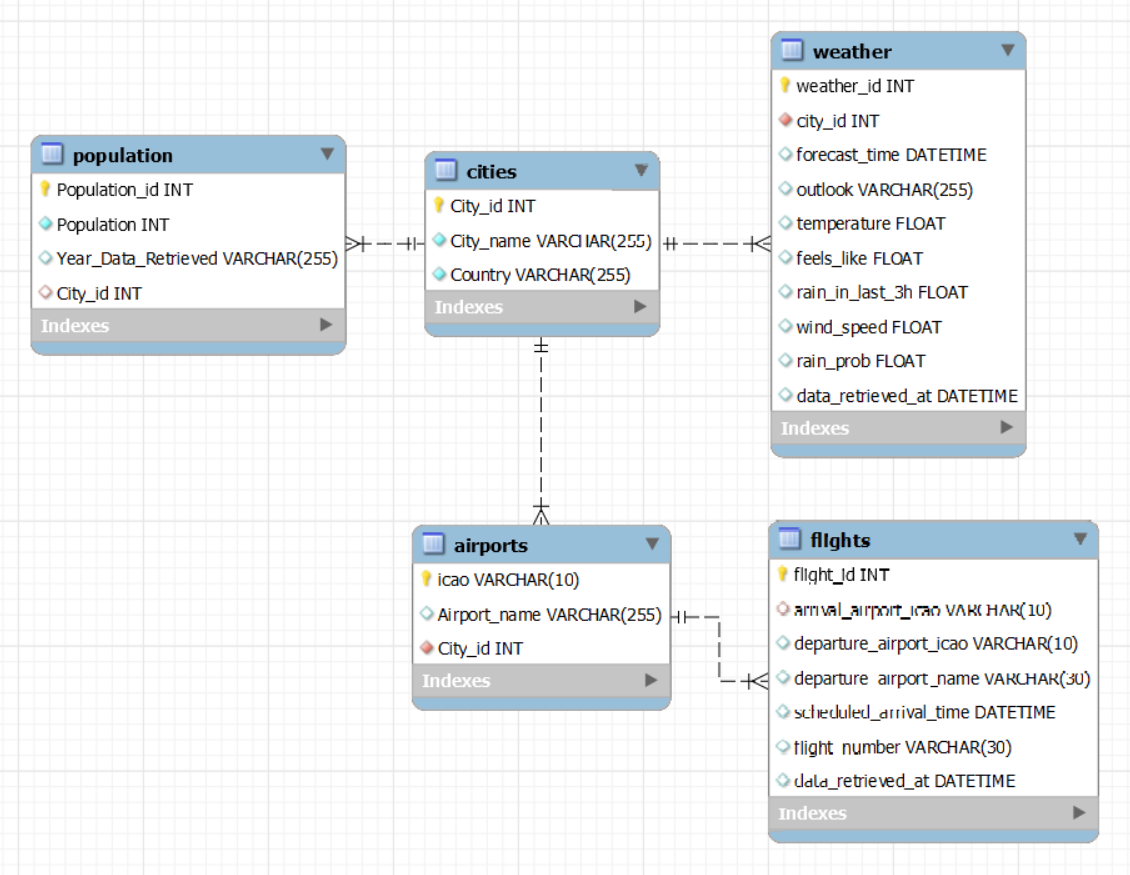 population
Population_id INT
Population INT
Year_Data_Retrieved VARCHAR(255)
City_id INT
Indexes
cities
City_id INT
City_name VARCHAR(255)
Country VARCHAR(255)
Indexes
weather
weather_id INT
city_id INT
forecast_time DATETIME
outlook VARCHAR(255)
temperature FLOAT
feels_like FLOAT
rain_in_last_3h FLOAT
wind_speed FLOAT
rain_prob FLOAT
data_retrieved_at DATETIME
Indexes
airports
icao VARCHAR(10)
Airport_name VARCHAR(255)
City_id INT
Indexes
flights
flight_id INT
arrival_airport_icao VARCHAR(10)
departure_airport_icao VARCHAR(10)
departure_airport_name VARCHAR(30)
scheduled_arrival_time DATETIME
flight_number VARCHAR(30)
data_retrieved_at DATETIME
Indexes